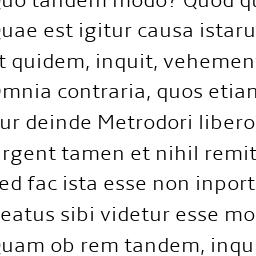 uo tandem modo? Quod qu
uae est igitur causa istaru
t quidem, inquit, vehemen
mnia contraria, quos etian
ur deinde Metrodori libero
rgent tamen et nihil remit
ed fac ista esse non inport
eatus sibi videtur esse mo
uam ob rem tandem, inqu